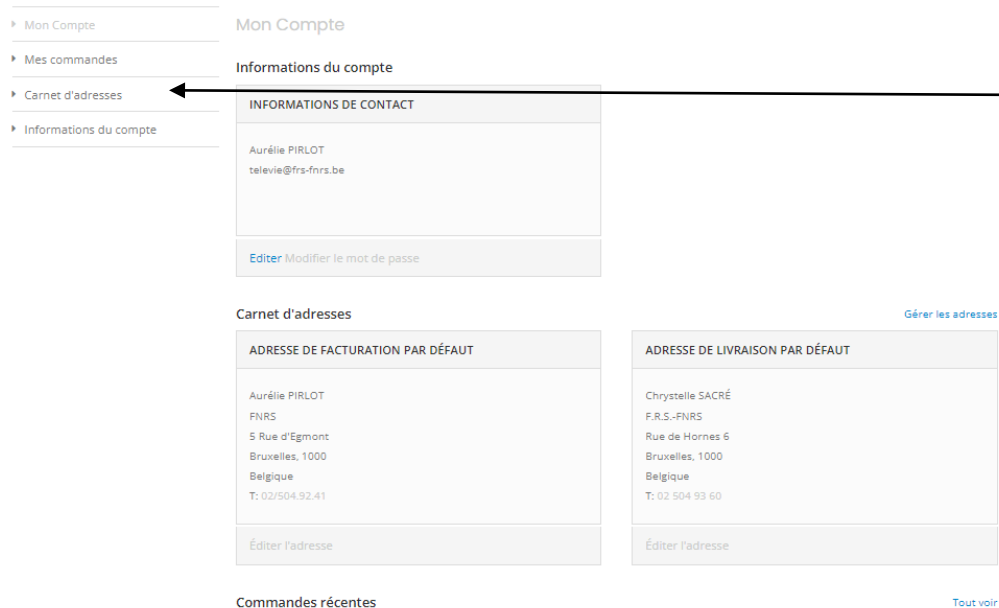 Mon Compte
Mes commandes
Carnet d'adresses
Informations du compte
Mon Compte
Informations du compte
INFORMATIONS DE CONTACT
Aurélie PIRLOT
televie@frs-fnrs.be
Editer Modifier le mot de passe
Carnet d'adresses
Gérer les adresses
ADRESSE DE FACTURATION PAR DÉFAUT
Aurélie PIRLOT
FNRS
5 Rue d'Egmont
Bruxelles, 1000
Belgique
T: 02/504.92.41
Éditer l'adresse
ADRESSE DE LIVRAISON PAR DÉFAUT
Chrystelle SACRÉ
F.R.S.-FNRS
Rue de Hornes 6
Bruxelles, 1000
Belgique
T: 02 504 93 60
Éditer l'adresse
Commandes récentes
Tout voir